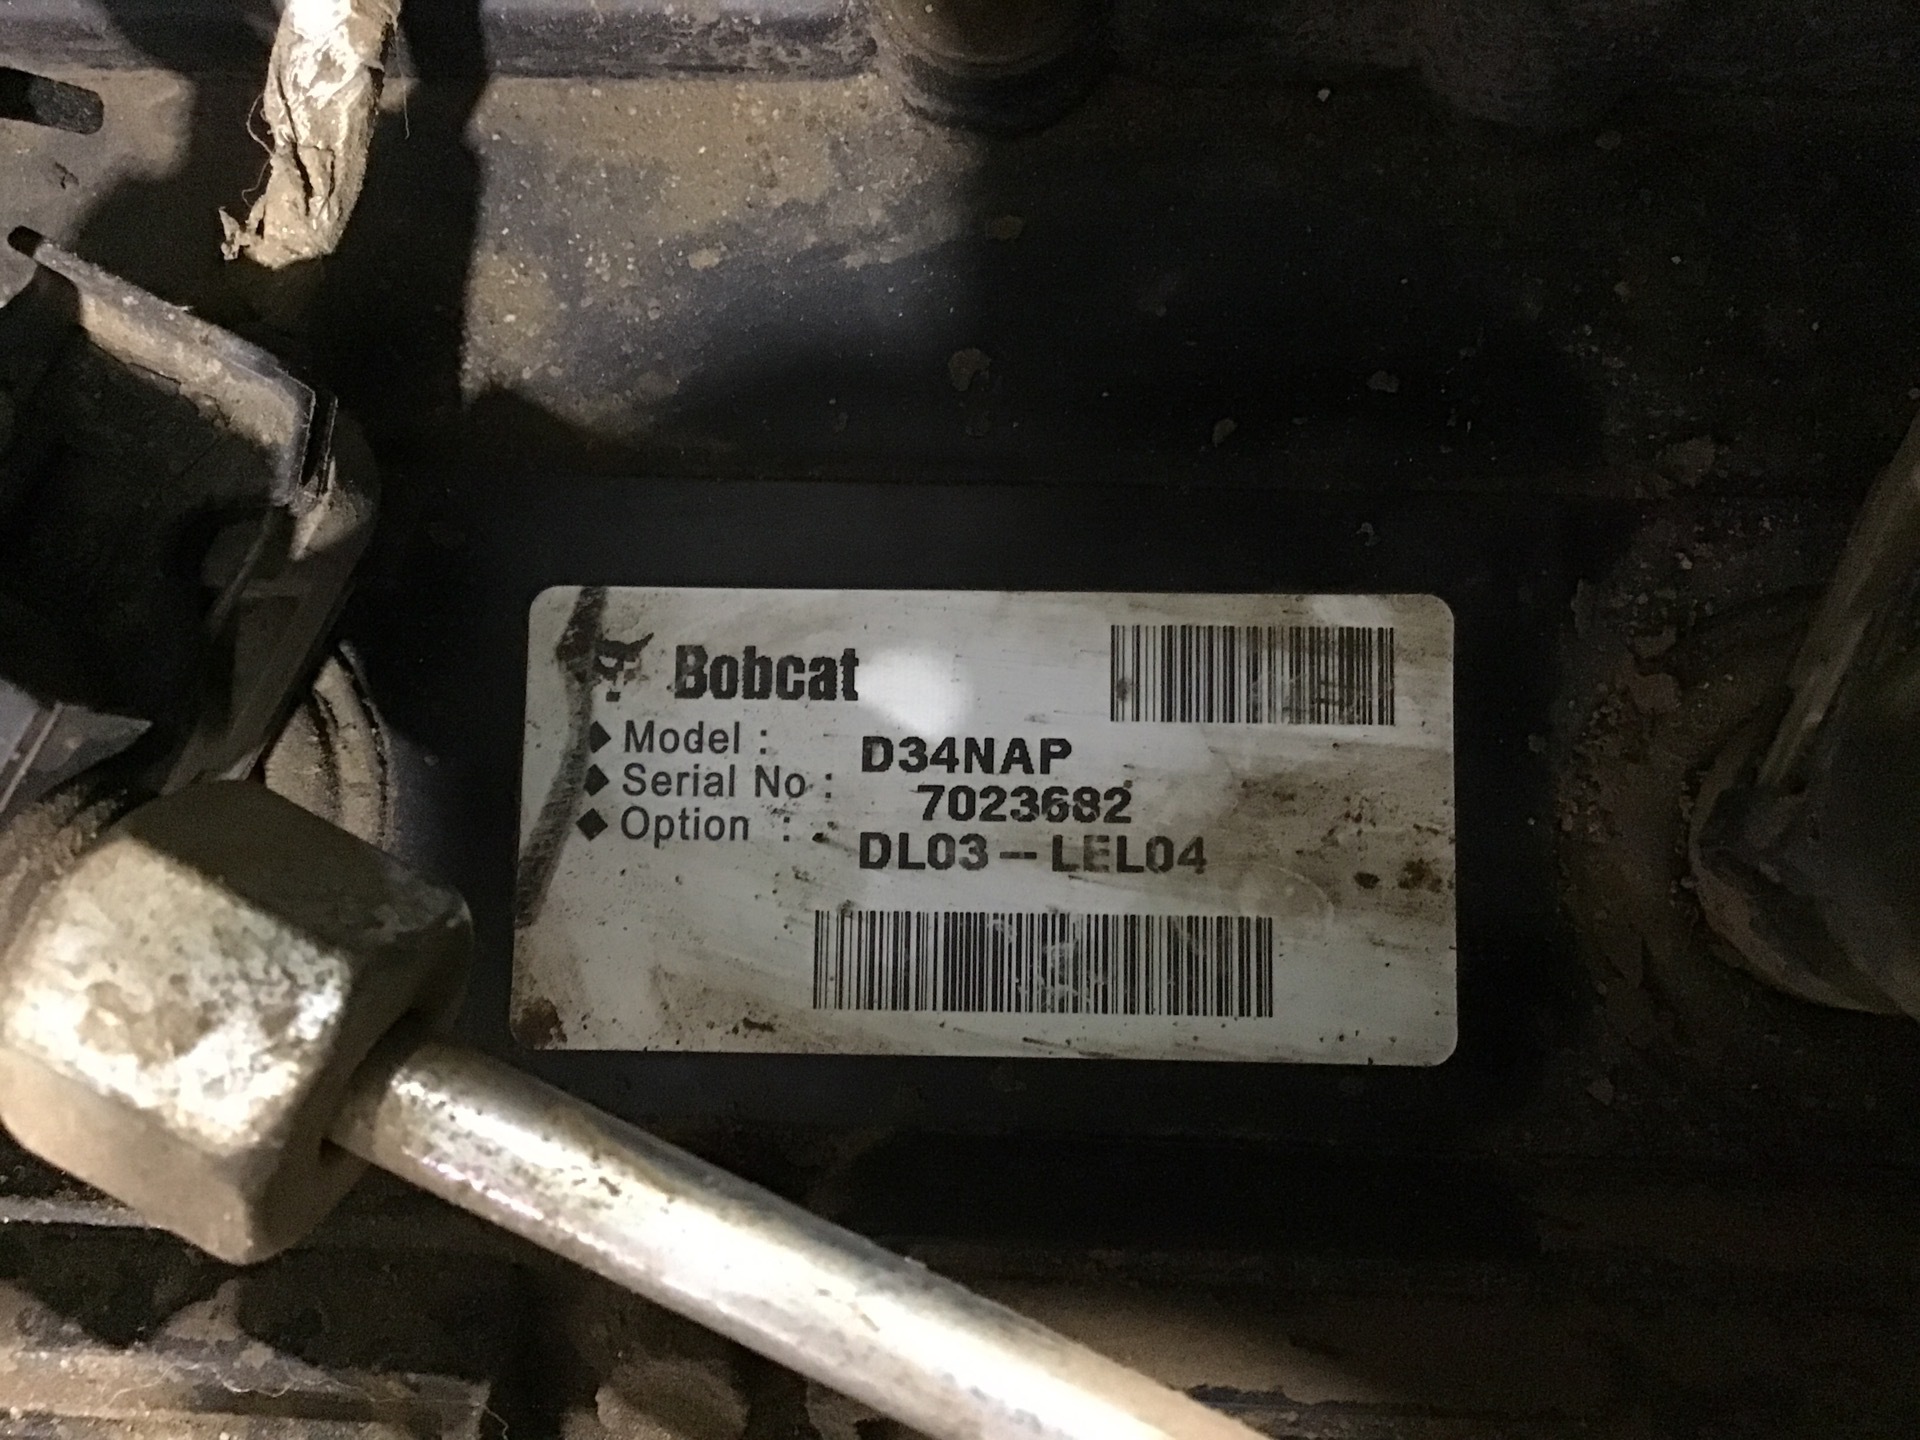 Bobcat
◆ Model : D34NAP
◆ Serial No : 7023682
◆ Option : DL03-LEL04